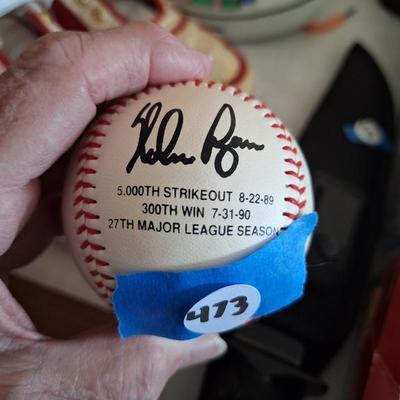 Nolan Ryan
5,000TH STRIKEOUT 8-22-89
300TH WIN 7-31-90
27TH MAJOR LEAGUE SEASON
473